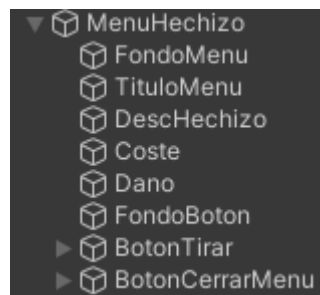 MenuHechizo
FondoMenu
TituloMenu
DescHechizo
Coste
Dano
FondoBoton
BotonTirar
BotonCerrarMenu